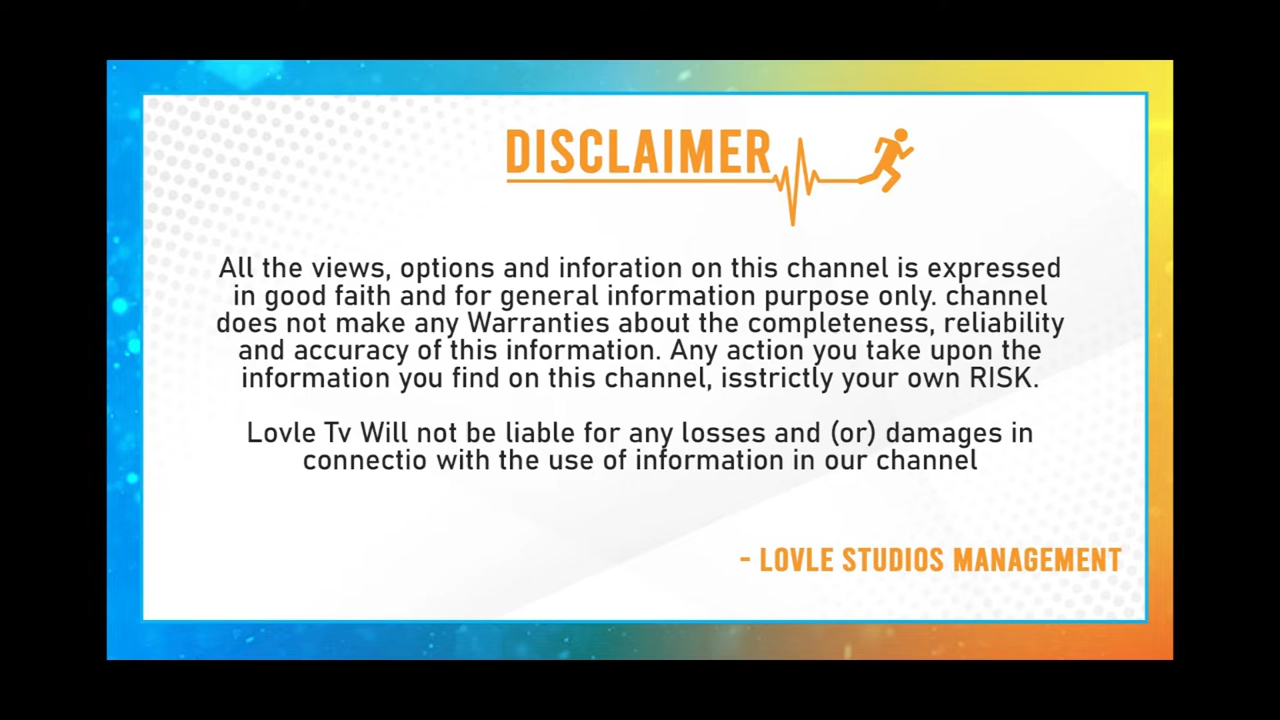 DISCLAIMER
All the views, options and inforation on this channel is expressed
in good faith and for general information purpose only. channel
does not make any Warranties about the completeness, reliability
and accuracy of this information. Any action you take upon the
information you find on this channel, isstrictly your own RISK.
Lovle Tv Will not be liable for any losses and (or) damages in
connectio with the use of information in our channel
- LOVLE STUDIOS MANAGEMENT